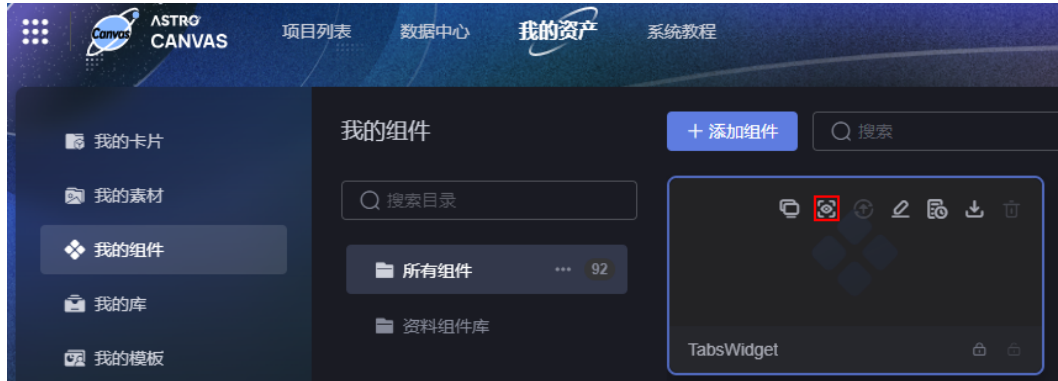 Canvas
ASTRO
CANVAS
项目列表
数据中心
我的资产
系统教程
我的卡片
我的素材
我的组件
我的库
我的模板
我的组件
搜索目录
所有组件 ··· 92
资料组件库
+ 添加组件
搜索
TabsWidget